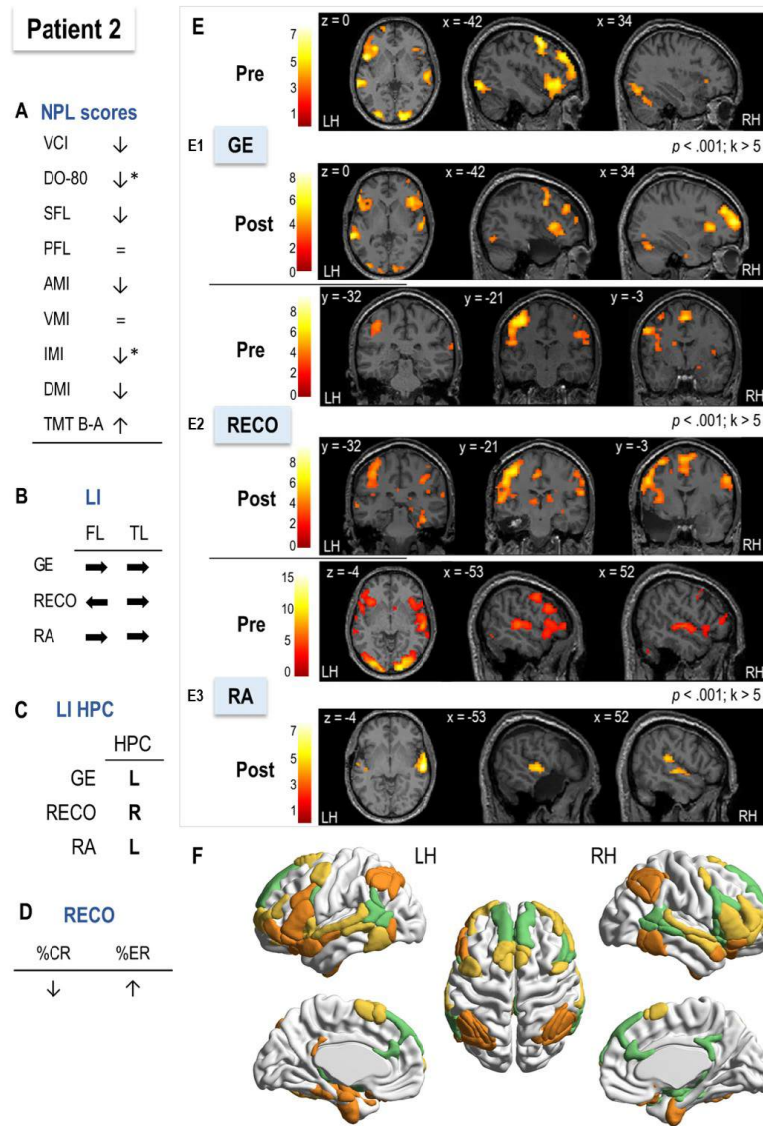 Patient 2
A NPL scores
VCI ↓
DO-80 ↓*
SFL ↓
PFL =
AMI ↓
VMI =
IMI ↓*
DMI ↓
TMT B-A ↑
B LI
FL TL
GE → →
RECO ← →
RA → →
C LI HPC
HPC
GE L
RECO R
RA L
D RECO
%CR %ER
↓ ↑
E
Pre
7
5
3
1
z = 0 x = -42 x = 34
LH RH
E1 GE
p < .001; k > 5
Post
8
6
4
2
0
z = 0 x = -42 x = 34
LH RH
Pre
8
6
4
2
0
y = -32 y = -21 y = -3
LH RH
E2 RECO
p < .001; k > 5
Post
8
6
4
2
0
y = -32 y = -21 y = -3
LH RH
Pre
15
10
5
0
z = -4 x = -53 x = 52
LH RH
E3 RA
p < .001; k > 5
Post
7
5
3
1
z = -4 x = -53 x = 52
LH RH
F LH RH